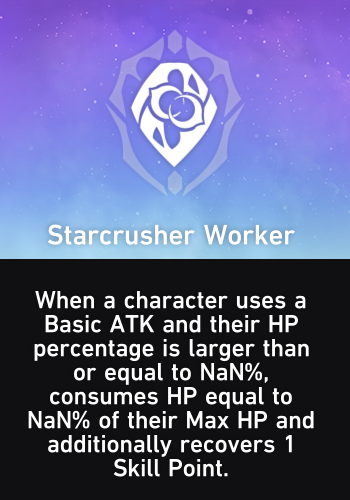 Starcrusher Worker
When a character uses a
Basic ATK and their HP
percentage is larger than
or equal to NaN%,
consumes HP equal to
NaN% of their Max HP and
additionally recovers 1
Skill Point.